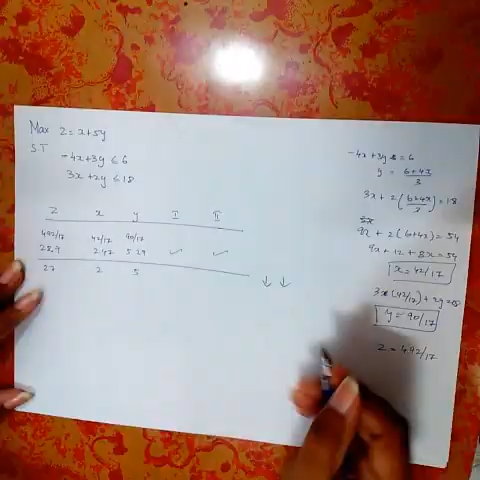 Max Z = x+5y
S.T
-4x+3y ≤ 6
3x+2y ≤ 18
Z x y I II
492/17 42/17 90/17
28.9 2.47 5.29 ✓ ✓
27 2 5
↓ ↓
-4x+3y = 6
y = 6+4x/3
3x + 2(6+4x/3) = 18
9x + 2(6+4x) = 54
9x + 12 + 8x = 54
x = 42/17
3x(42/17) + 2y = 18
y = 90/17
Z = 492/17